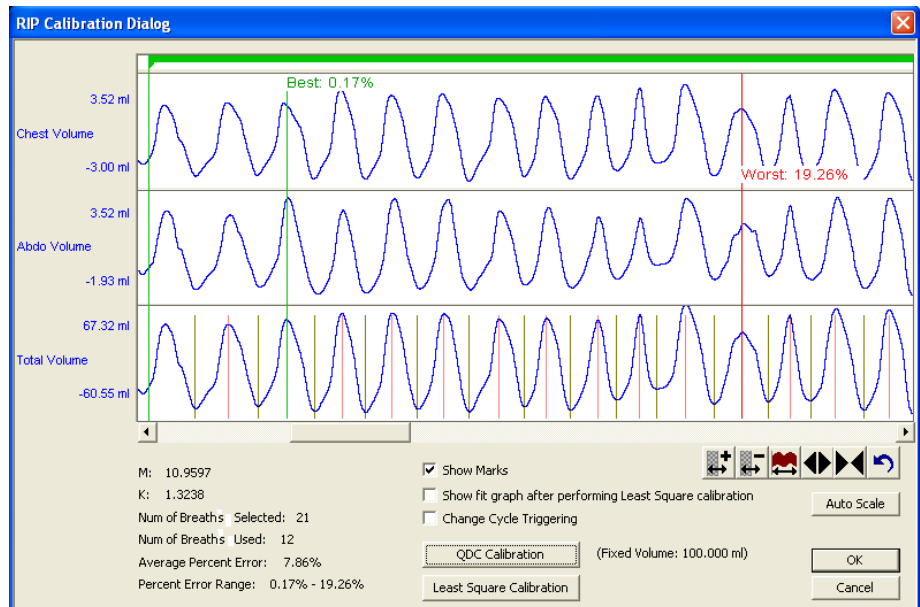 RIP Calibration Dialog
Best: 0.17%
3.52 ml
Chest Volume
-3.00 ml
Worst: 19.26%
3.52 ml
Abdo Volume
-1.93 ml
67.32 ml
Total Volume
-60.55 ml
M: 10.9597
K: 1.3238
Num of Breaths Selected: 21
Num of Breaths Used: 12
Average Percent Error: 7.86%
Percent Error Range: 0.17% - 19.26%
Show Marks
Show fit graph after performing Least Square calibration
Change Cycle Triggering
QDC Calibration (Fixed Volume: 100.000 ml)
Least Square Calibration
Auto Scale
OK
Cancel